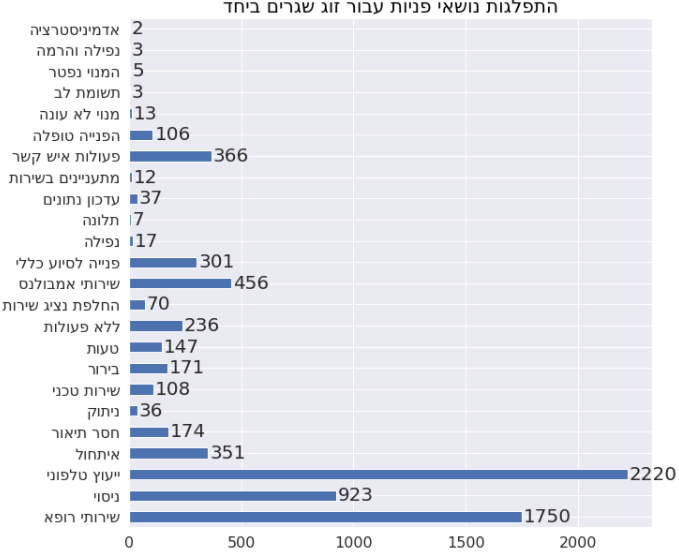 התפלגות נושאי פניות עבור זוג שגרים ביחד
אדמיניסטרציה 2
נפילה והרמה 3
המנוי נפטר 5
תשומת לב 3
מנוי לא עונה 13
הפנייה טופלה 106
פעולות איש קשר 366
מתעניינים בשירות 12
עדכון נתונים 37
תלונה 7
נפילה 17
פנייה לסיוע כללי 301
שירותי אמבולנס 456
החלפת נציג שירות 70
ללא פעולות 236
טעות 147
בירור 171
שירות טכני 108
ניתוק 36
חסר תיאור 174
איתחול 351
ייעוץ טלפוני 2220
ניסוי 923
שירותי רופא 1750
0 500 1000 1500 2000